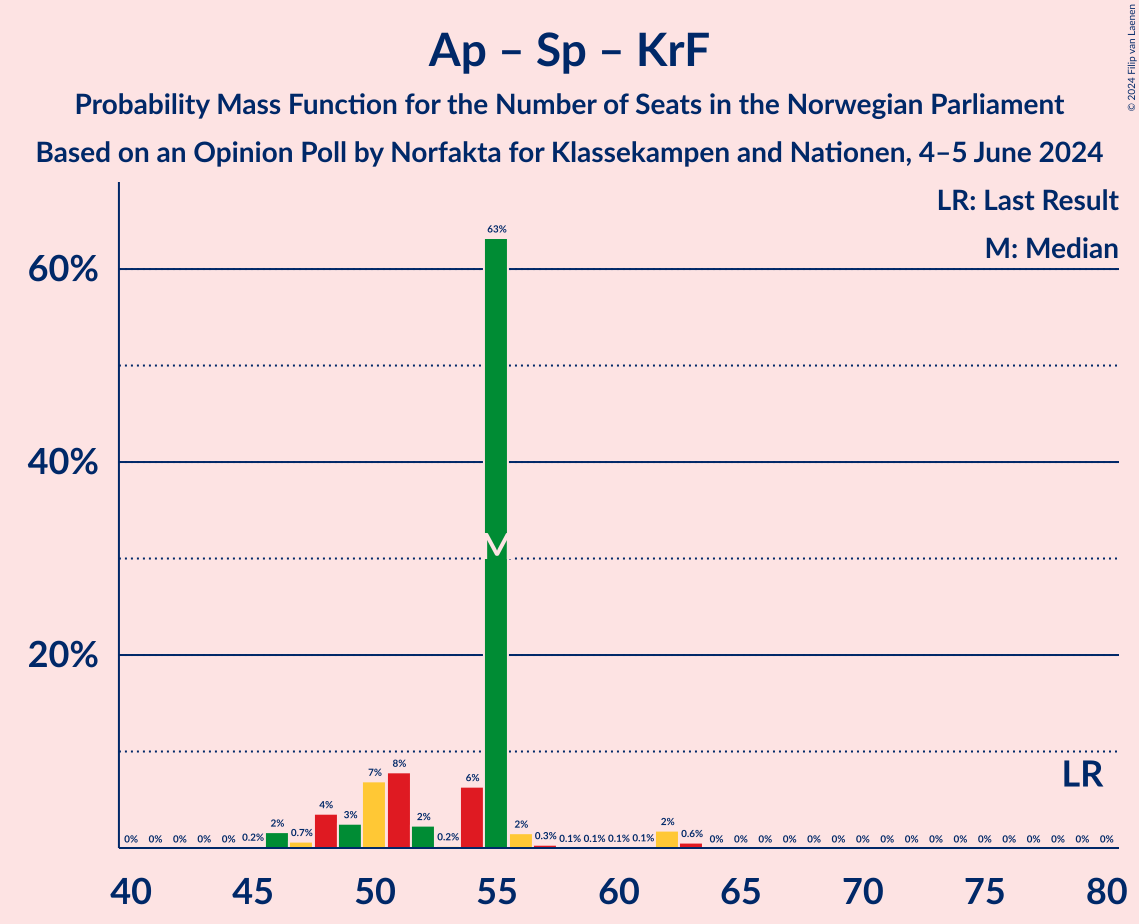 Ap – Sp – KrF
Probability Mass Function for the Number of Seats in the Norwegian Parliament
Based on an Opinion Poll by Norfakta for Klassekampen and Nationen, 4–5 June 2024
© 2024 Filip van Laenen
LR: Last Result
M: Median
60%
40%
20%
0% 0% 0% 0% 0% 0.2% 2% 0.7% 4% 3% 7% 8% 2% 0.2% 6% 63% 2% 0.3% 0.1% 0.1% 0.1% 0.1% 2% 0.6% 0% 0% 0% 0% 0% 0% 0% 0% 0% 0% 0% 0% 0% 0% 0% 0% 0%
M
LR
40 45 50 55 60 65 70 75 80